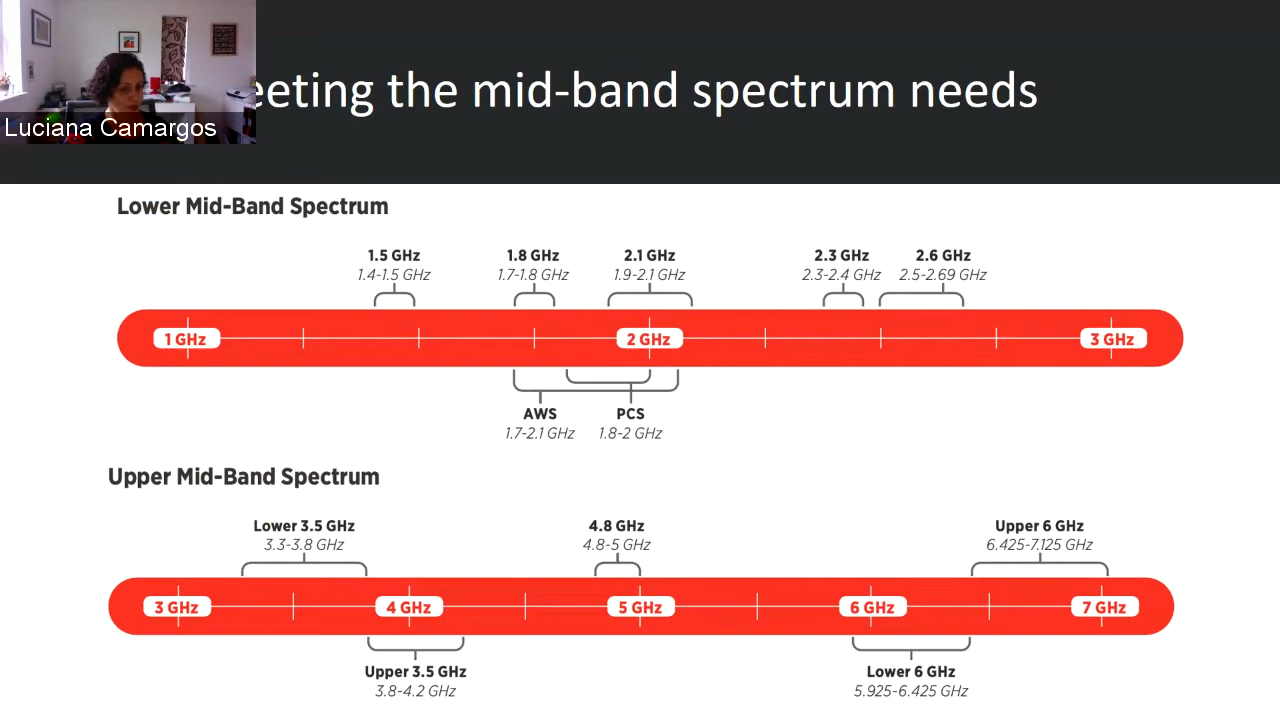 eeting the mid-band spectrum needs
Luciana Camargos
Lower Mid-Band Spectrum
1.5 GHz
1.4-1.5 GHz
1.8 GHz
1.7-1.8 GHz
2.1 GHz
1.9-2.1 GHz
2.3 GHz
2.3-2.4 GHz
2.6 GHz
2.5-2.69 GHz
1 GHz
2 GHz
3 GHz
AWS
1.7-2.1 GHz
PCS
1.8-2 GHz
Upper Mid-Band Spectrum
Lower 3.5 GHz
3.3-3.8 GHz
4.8 GHz
4.8-5 GHz
Upper 6 GHz
6.425-7.125 GHz
3 GHz
4 GHz
5 GHz
6 GHz
7 GHz
Upper 3.5 GHz
3.8-4.2 GHz
Lower 6 GHz
5.925-6.425 GHz